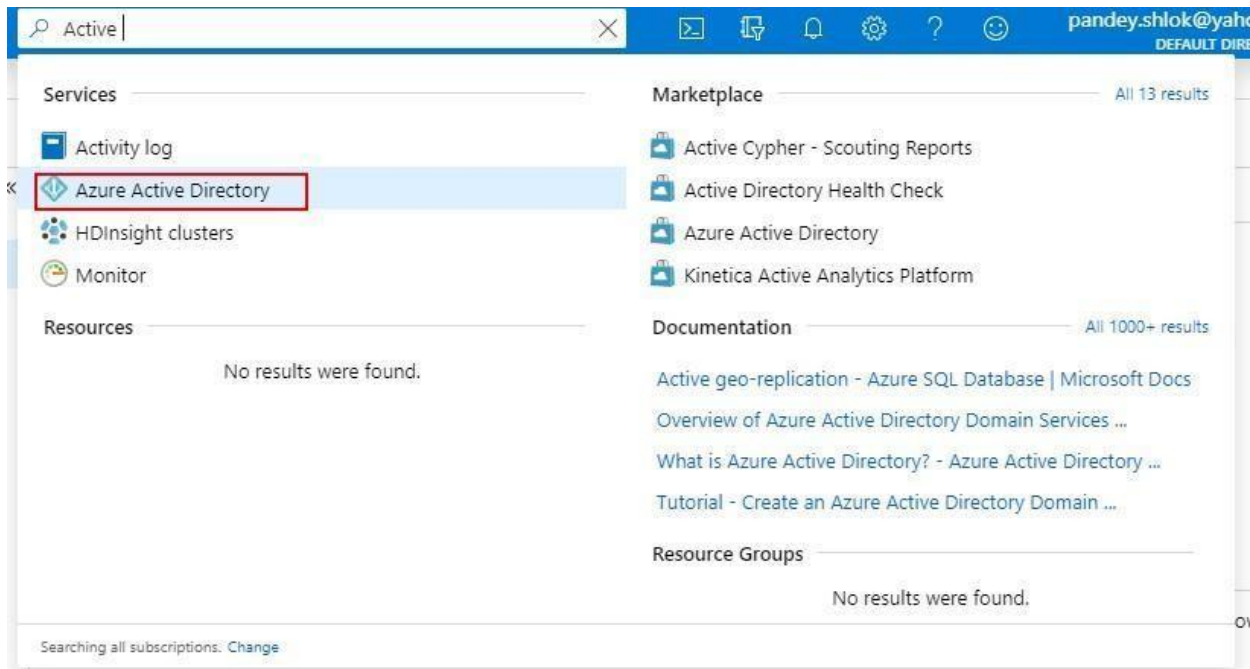 Active
pandey.shlok@yaho
DEFAULT DIRE
Services
Activity log
Azure Active Directory
HDInsight clusters
Monitor
Resources
No results were found.
Marketplace
All 13 results
Active Cypher - Scouting Reports
Active Directory Health Check
Azure Active Directory
Kinetica Active Analytics Platform
Documentation
All 1000+ results
Active geo-replication - Azure SQL Database | Microsoft Docs
Overview of Azure Active Directory Domain Services ...
What is Azure Active Directory? - Azure Active Directory ...
Tutorial - Create an Azure Active Directory Domain ...
Resource Groups
No results were found.
Searching all subscriptions. Change